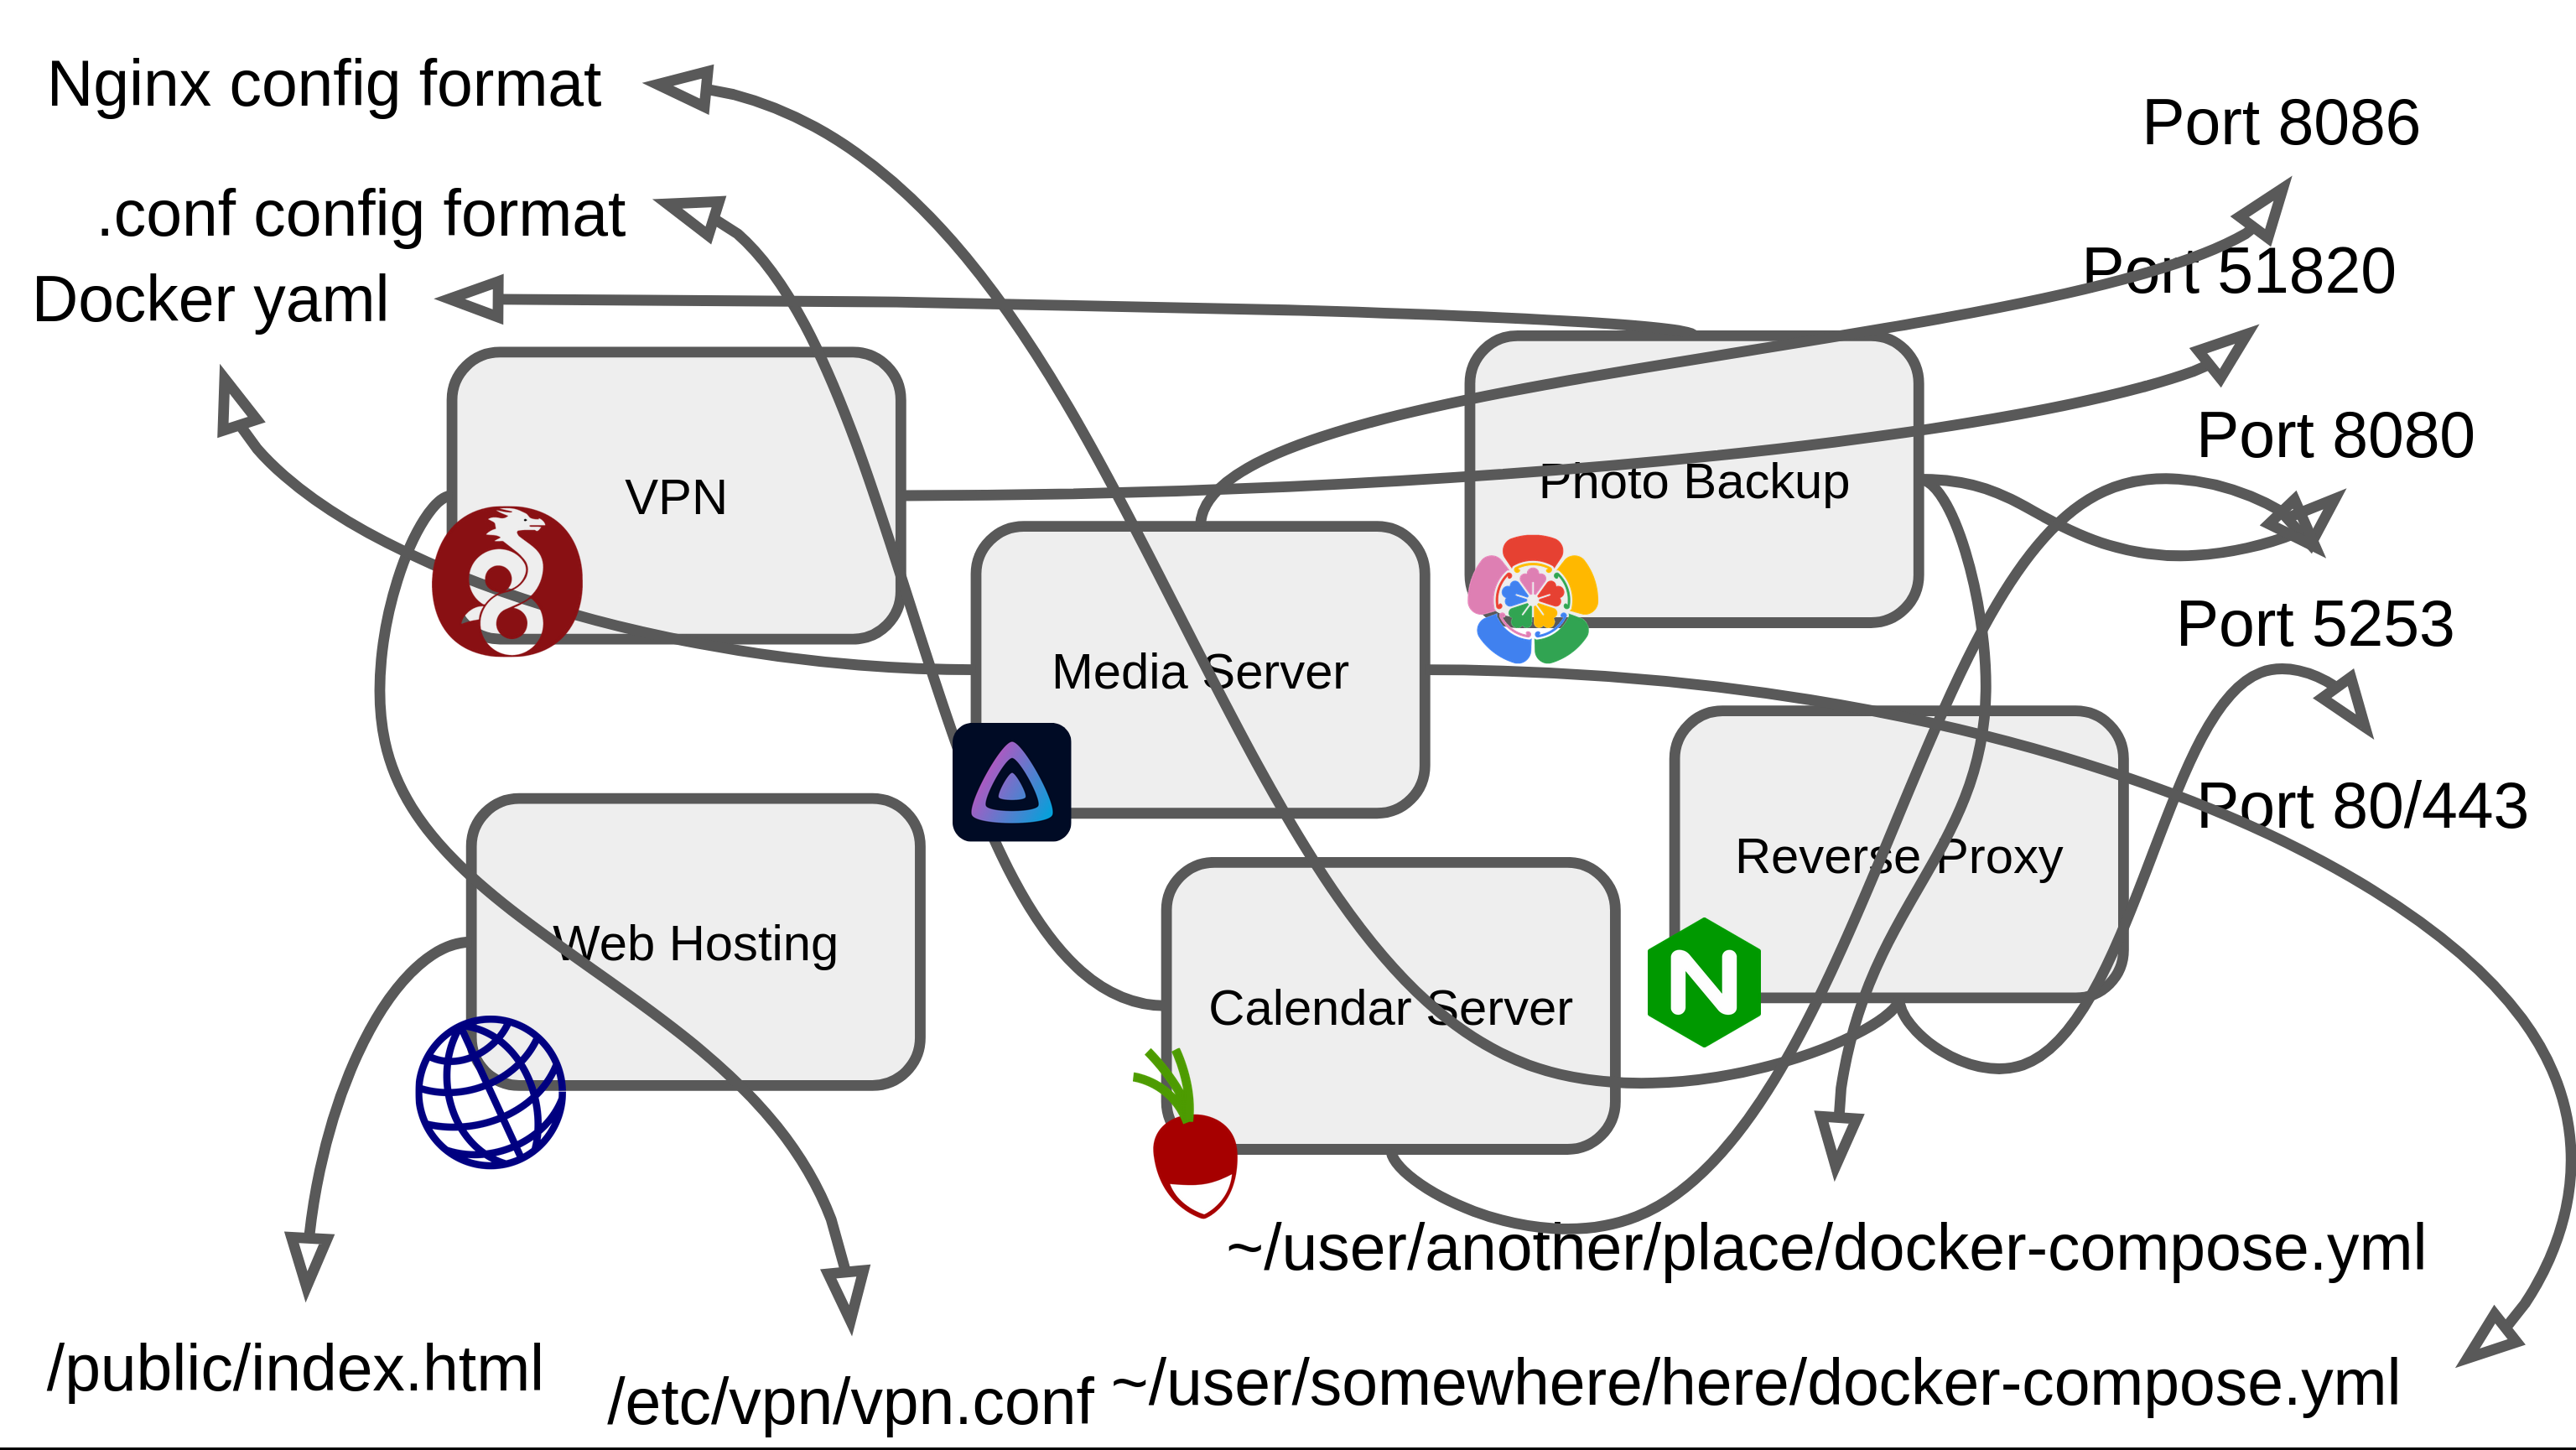 Nginx config format
.conf config format
Docker yaml
Port 8086
Port 51820
Port 8080
Port 5253
Port 80/443
VPN
Photo Backup
Media Server
Reverse Proxy
Web Hosting
Calendar Server
~/user/another/place/docker-compose.yml
/public/index.html
/etc/vpn/vpn.conf
~/user/somewhere/here/docker-compose.yml